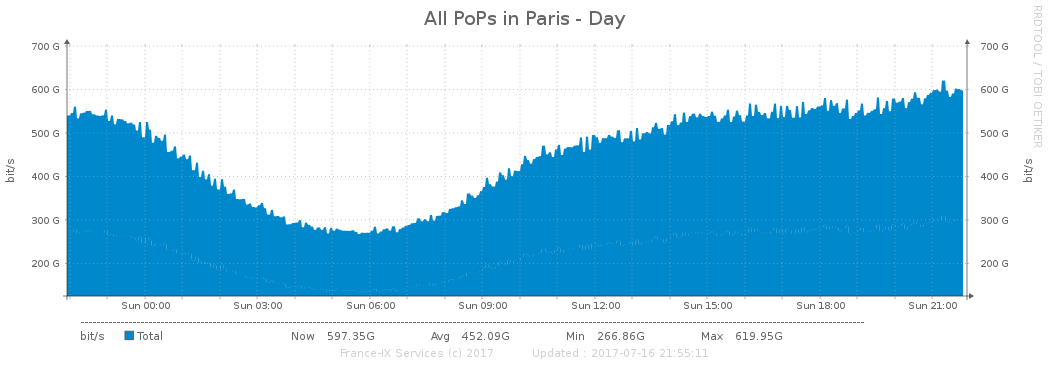 All PoPs in Paris - Day
RRDTOOL / TOBI OETIKER
700 G 700 G
600 G 600 G
500 G 500 G
400 G 400 G
300 G 300 G
200 G 200 G
bit/s bit/s
Sun 00:00 Sun 03:00 Sun 06:00 Sun 09:00 Sun 12:00 Sun 15:00 Sun 18:00 Sun 21:00
bit/s Total Now 597.35G Avg 452.09G Min 266.86G Max 619.95G
France-IX Services (c) 2017 Updated : 2017-07-16 21:55:11